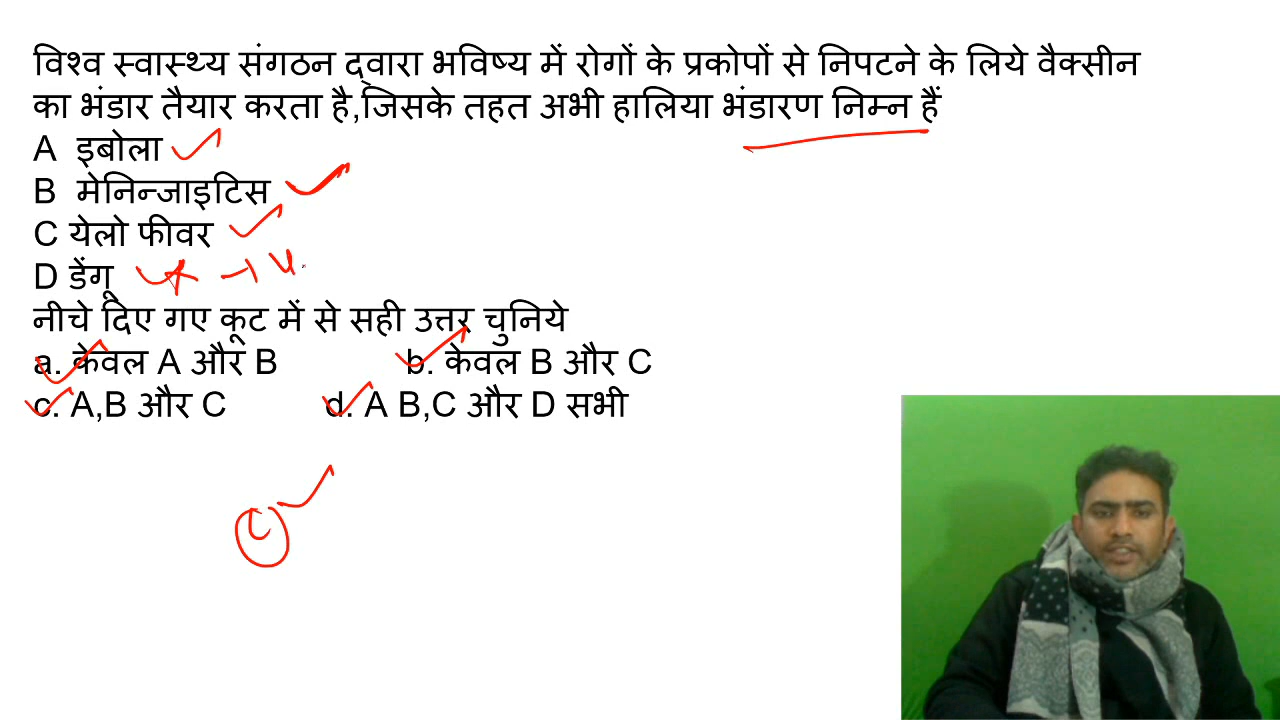 विश्व स्वास्थ्य संगठन द्वारा भविष्य में रोगों के प्रकोपों से निपटने के लिये वैक्सीन
का भंडार तैयार करता है,जिसके तहत अभी हालिया भंडारण निम्न हैं
A इबोला
B मेनिन्जाइटिस
C येलो फीवर
D डेंगू
नीचे दिए गए कूट में से सही उत्तर चुनिये
a. केवल A और B b. केवल B और C
c. A,B और C d. A B,C और D सभी
C